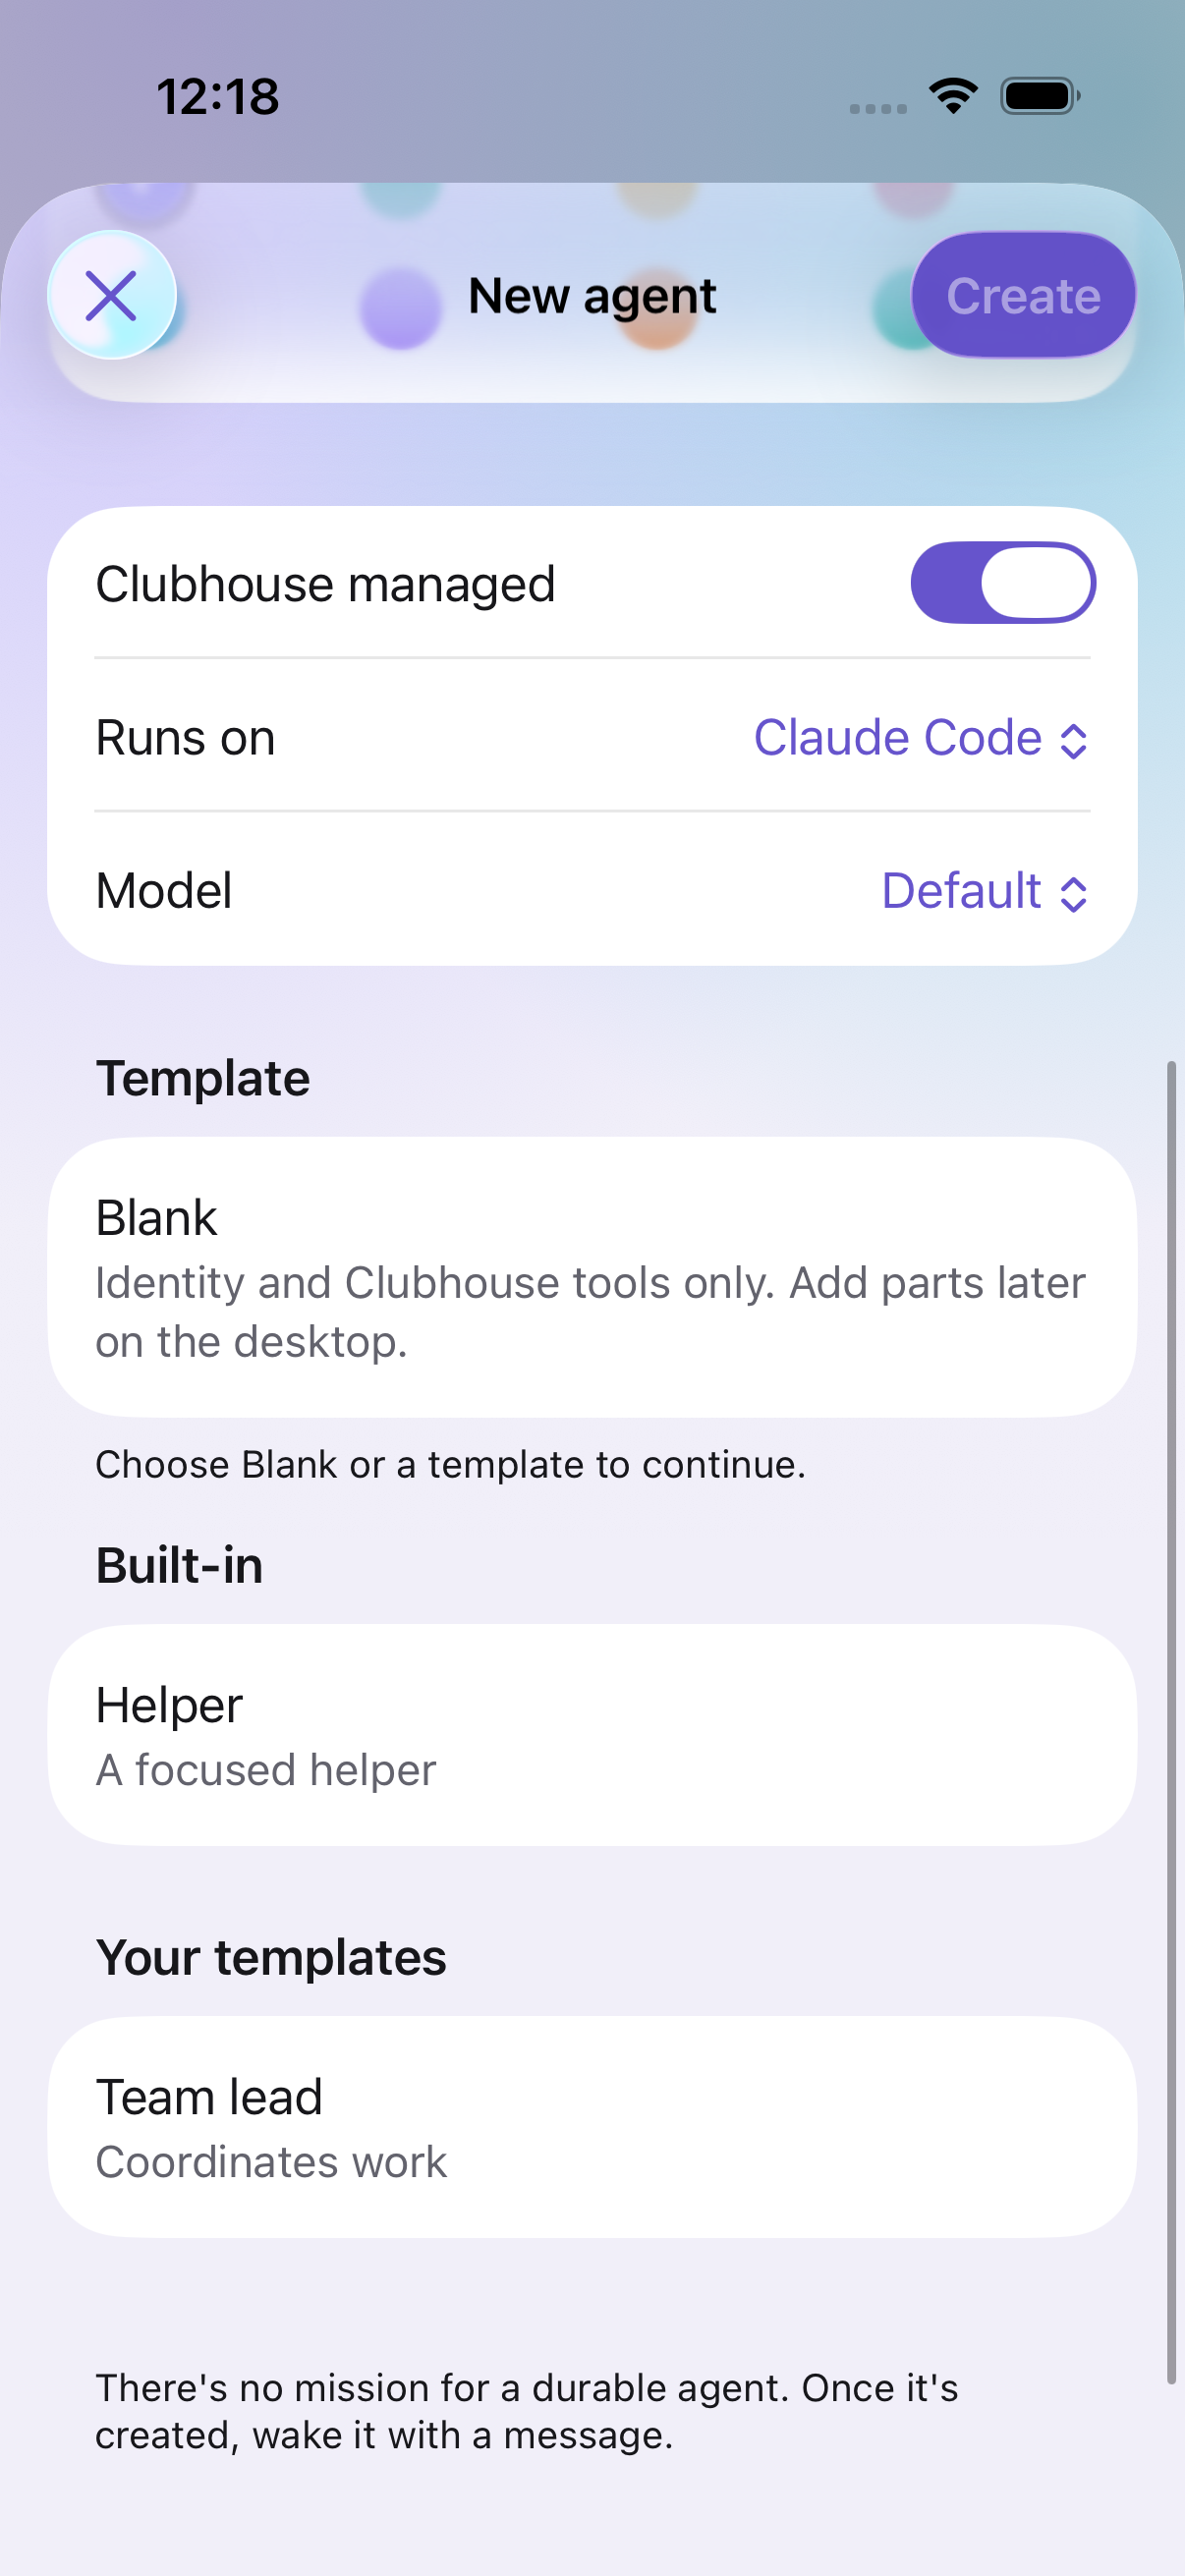 12:18
New agent
Create
Clubhouse managed
Runs on
Claude Code
Model
Default
Template
Blank
Identity and Clubhouse tools only. Add parts later
on the desktop.
Choose Blank or a template to continue.
Built-in
Helper
A focused helper
Your templates
Team lead
Coordinates work
There's no mission for a durable agent. Once it's
created, wake it with a message.